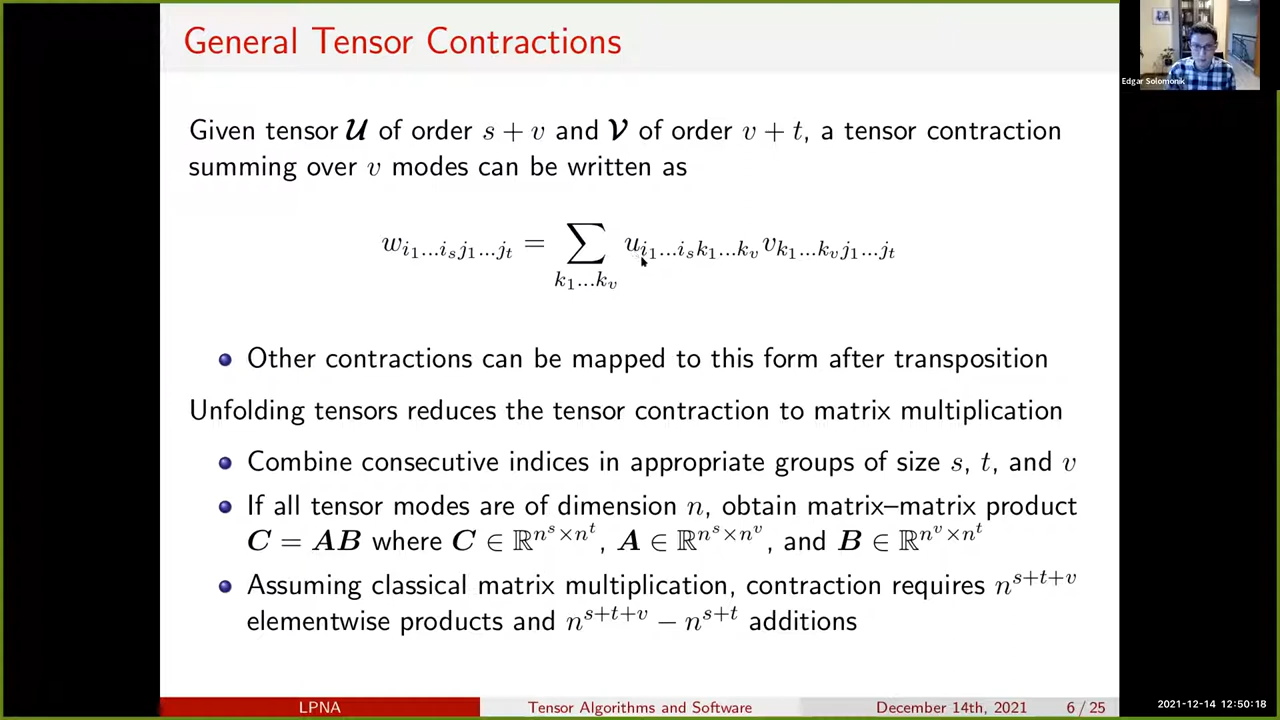 General Tensor Contractions
Edgar Solomonik
Given tensor 𝓤 of order s + v and 𝓥 of order v + t, a tensor contraction
summing over v modes can be written as
w_{i_1…i_s j_1…j_t} = ∑_{k_1…k_v} u_{i_1…i_s k_1…k_v} v_{k_1…k_v j_1…j_t}
Other contractions can be mapped to this form after transposition
Unfolding tensors reduces the tensor contraction to matrix multiplication
Combine consecutive indices in appropriate groups of size s, t, and v
If all tensor modes are of dimension n, obtain matrix–matrix product
C = AB where C ∈ ℝ^{n^s×n^t}, A ∈ ℝ^{n^s×n^v}, and B ∈ ℝ^{n^v×n^t}
Assuming classical matrix multiplication, contraction requires n^{s+t+v}
elementwise products and n^{s+t+v} − n^{s+t} additions
LPNA Tensor Algorithms and Software December 14th, 2021 6 / 25
2021-12-14 12:50:18